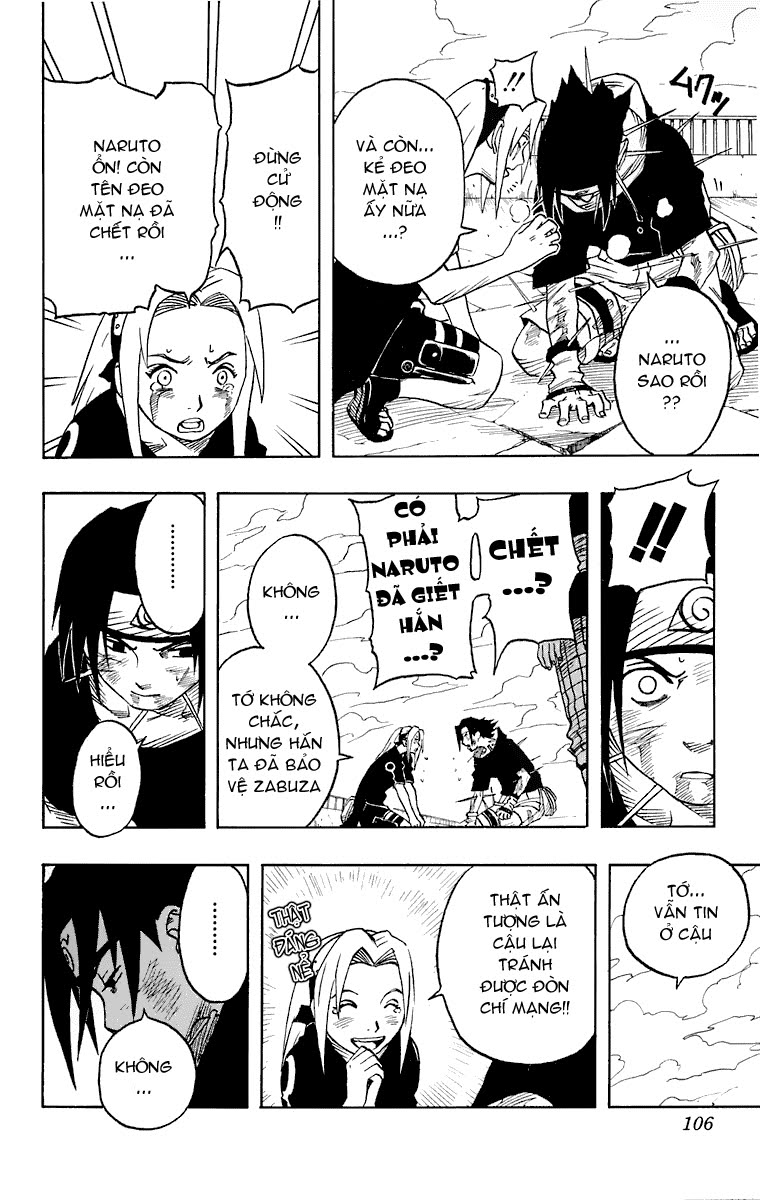 !!
ムクッ
...
NARUTO
SAO RỒI
??
VÀ CÒN...
KẺ ĐEO
MẶT NẠ
ẤY NỮA
...?
ĐỪNG
CỬ
ĐỘNG
!!
NARUTO
ỔN! CÒN
TÊN ĐEO
MẶT NẠ ĐÃ
CHẾT RỒI
...
!!
CHẾT
....?
CÓ
PHẢI
NARUTO
ĐÃ GIẾT
HẮN
....?
KHÔNG
...
TỚ KHÔNG
CHẮC,
NHƯNG HẮN
TA ĐÃ BẢO
VỆ ZABUZA
........
HIỂU
RỒI
...
TỚ...
VẪN TIN
Ở CẬU
THẬT ẤN
TƯỢNG LÀ
CẬU LẠI
TRÁNH
ĐƯỢC ĐÒN
CHÍ MẠNG!!
THẬT
ĐÁNG
NỂ
........
KHÔNG
...
106